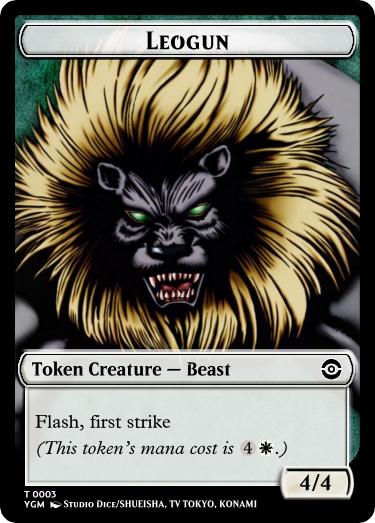 Leogun
Token Creature — Beast
Flash, first strike
(This token's mana cost is 4.)
4/4
T 0003
YGM Studio Dice/SHUEISHA, TV TOKYO, KONAMI